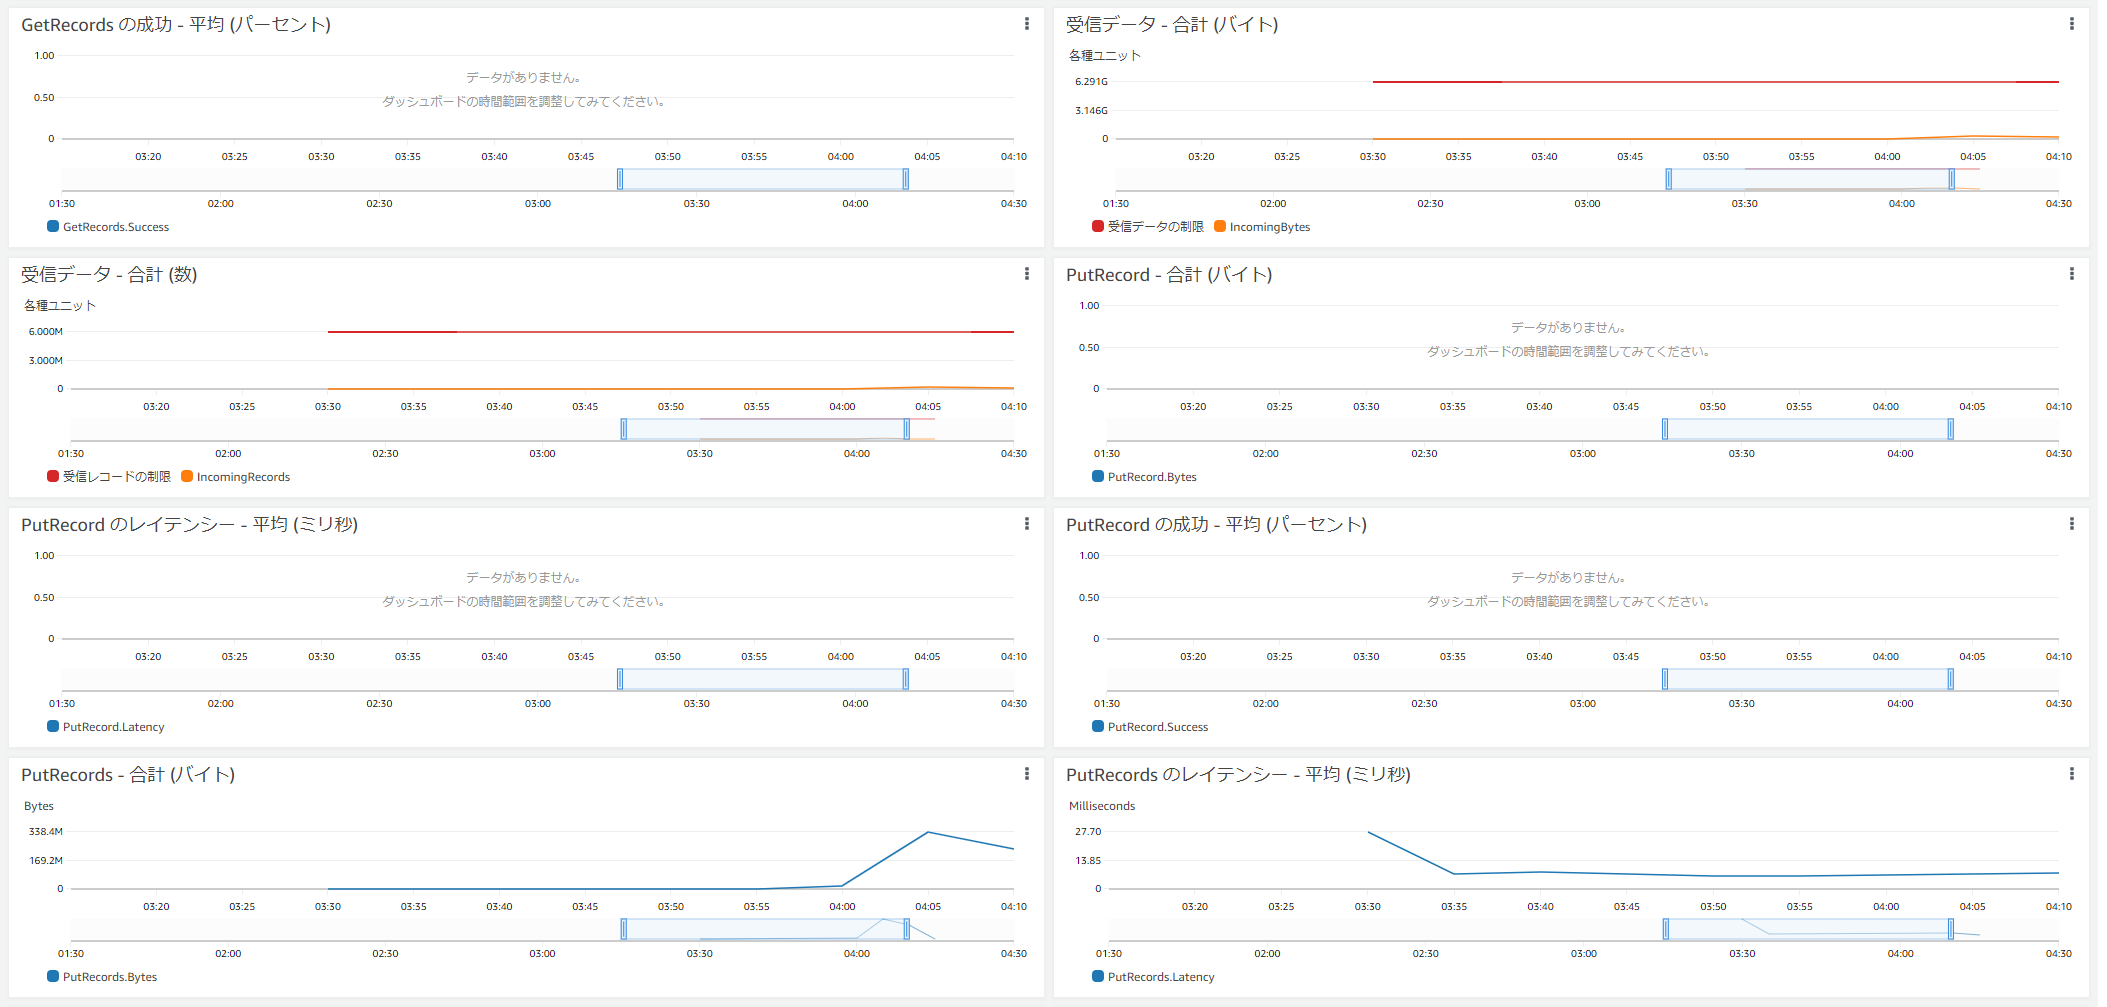 GetRecords の成功 - 平均 (パーセント)
1.00
データがありません。
0.50
ダッシュボードの時間範囲を調整してみてください。
0
03:20 03:25 03:30 03:35 03:40 03:45 03:50 03:55 04:00 04:05 04:10
01:30 02:00 02:30 03:00 03:30 04:00 04:30
GetRecords.Success
受信データ - 合計 (バイト)
各種ユニット
6.291G
3.146G
0
03:20 03:25 03:30 03:35 03:40 03:45 03:50 03:55 04:00 04:05 04:10
01:30 02:00 02:30 03:00 03:30 04:00 04:30
受信データの制限 IncomingBytes
受信データ - 合計 (数)
各種ユニット
6.000M
3.000M
0
03:20 03:25 03:30 03:35 03:40 03:45 03:50 03:55 04:00 04:05 04:10
01:30 02:00 02:30 03:00 03:30 04:00 04:30
受信レコードの制限 IncomingRecords
PutRecord - 合計 (バイト)
1.00
データがありません。
0.50
ダッシュボードの時間範囲を調整してみてください。
0
03:20 03:25 03:30 03:35 03:40 03:45 03:50 03:55 04:00 04:05 04:10
01:30 02:00 02:30 03:00 03:30 04:00 04:30
PutRecord.Bytes
PutRecord のレイテンシー - 平均 (ミリ秒)
1.00
データがありません。
0.50
ダッシュボードの時間範囲を調整してみてください。
0
03:20 03:25 03:30 03:35 03:40 03:45 03:50 03:55 04:00 04:05 04:10
01:30 02:00 02:30 03:00 03:30 04:00 04:30
PutRecord.Latency
PutRecord の成功 - 平均 (パーセント)
1.00
データがありません。
0.50
ダッシュボードの時間範囲を調整してみてください。
0
03:20 03:25 03:30 03:35 03:40 03:45 03:50 03:55 04:00 04:05 04:10
01:30 02:00 02:30 03:00 03:30 04:00 04:30
PutRecord.Success
PutRecords - 合計 (バイト)
Bytes
338.4M
169.2M
0
03:20 03:25 03:30 03:35 03:40 03:45 03:50 03:55 04:00 04:05 04:10
01:30 02:00 02:30 03:00 03:30 04:00 04:30
PutRecords.Bytes
PutRecords のレイテンシー - 平均 (ミリ秒)
Milliseconds
27.70
13.85
0
03:20 03:25 03:30 03:35 03:40 03:45 03:50 03:55 04:00 04:05 04:10
01:30 02:00 02:30 03:00 03:30 04:00 04:30
PutRecords.Latency